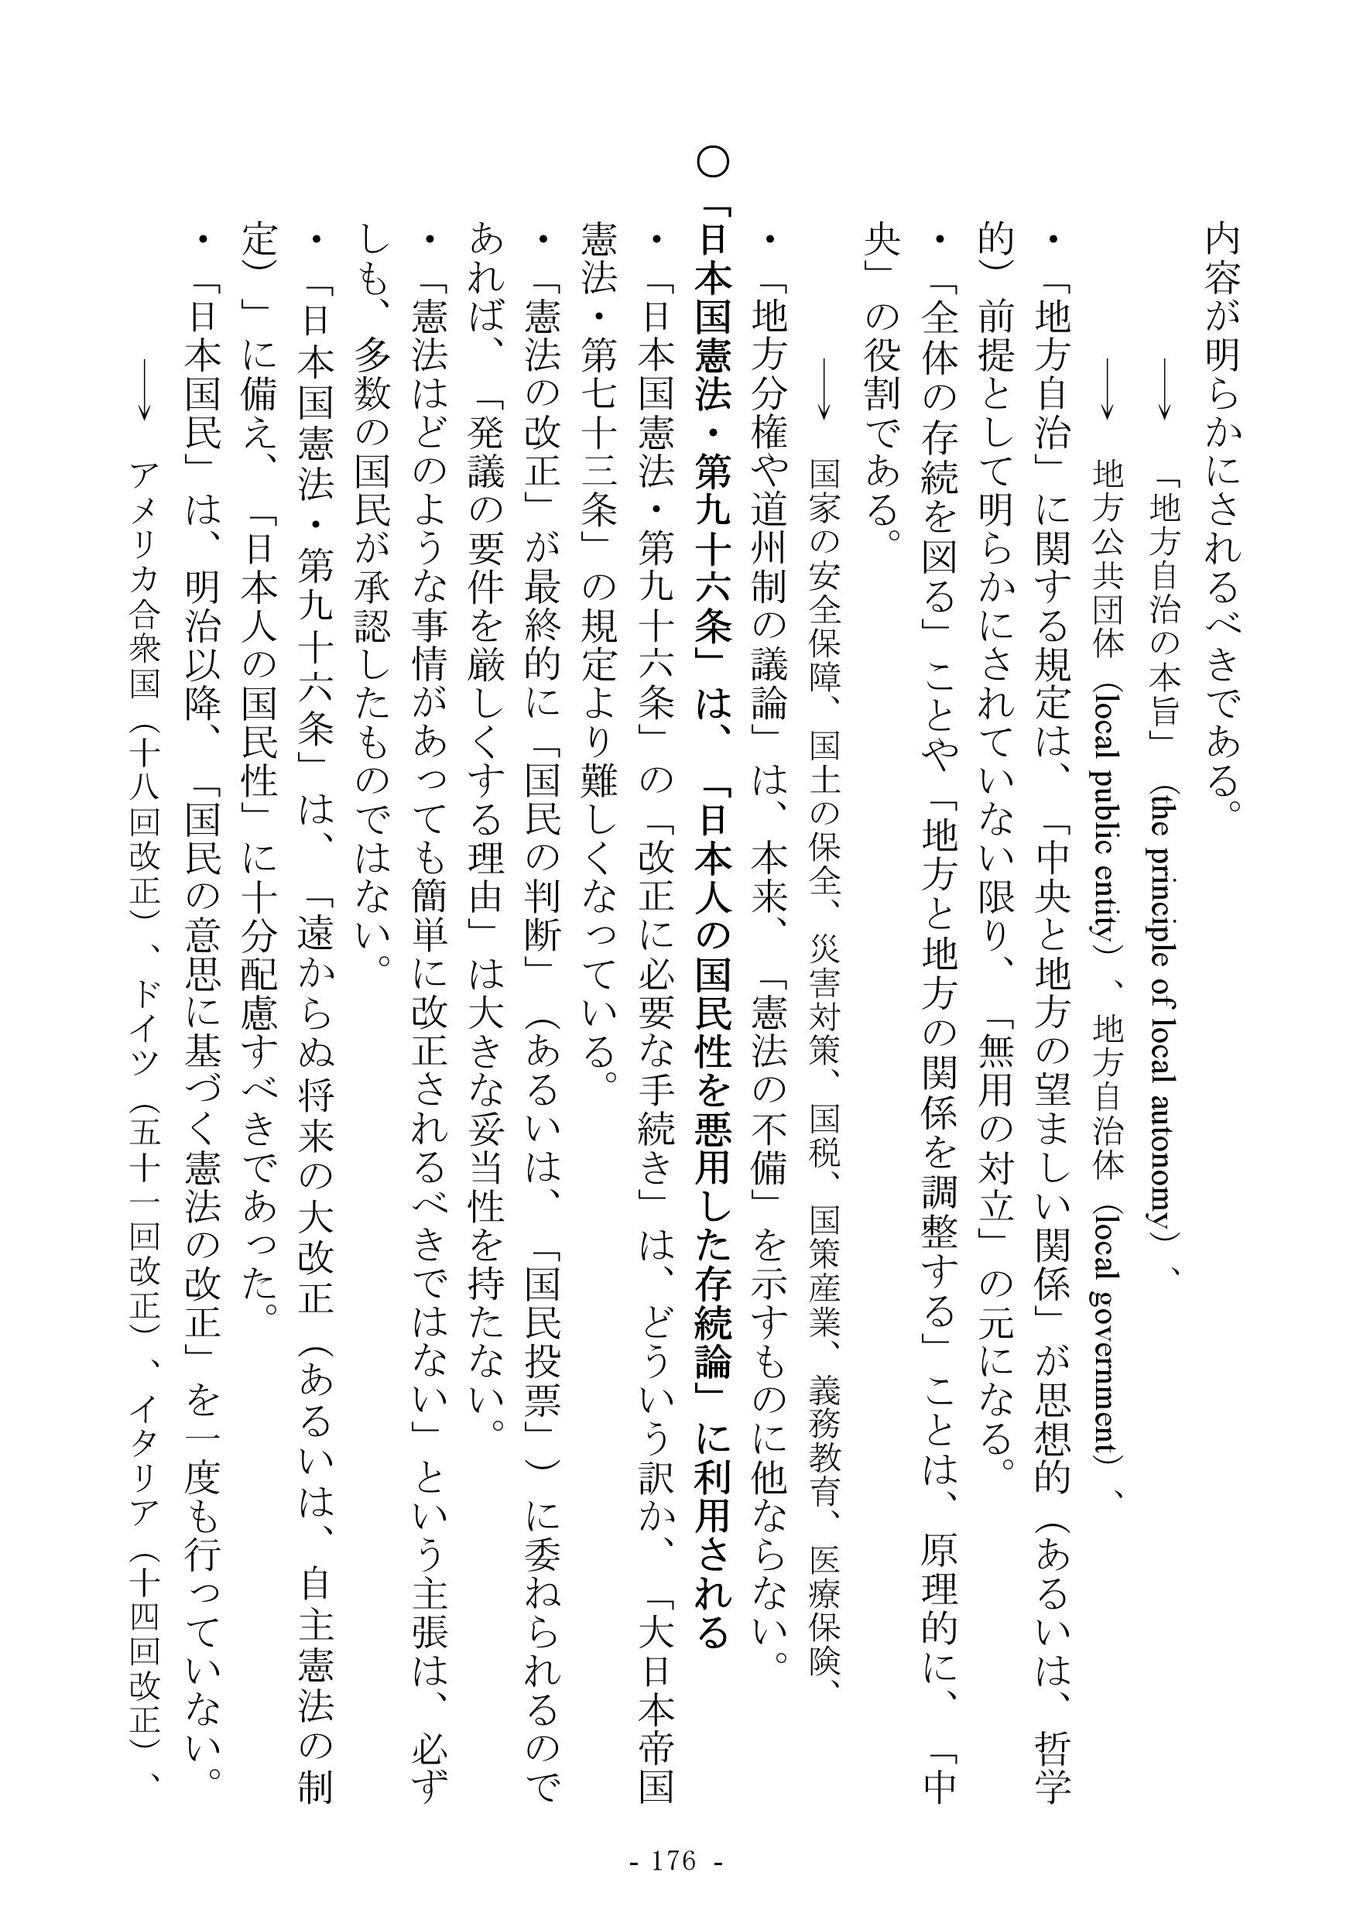 内容が明らかにされるべきである。
→ 「地方自治の本旨」（the principle of local autonomy）、
→ 地方公共団体（local public entity）、地方自治体（local government）、
・「地方自治」に関する規定は、「中央と地方の望ましい関係」が思想的（あるいは、哲学
的）前提として明らかにされていない限り、「無用の対立」の元になる。
・「全体の存続を図る」ことや「地方と地方の関係を調整する」ことは、原理的に、「中
央」の役割である。
→ 国家の安全保障、国土の保全、災害対策、国税、国策産業、義務教育、医療保険、
・「地方分権や道州制の議論」は、本来、「憲法の不備」を示すものに他ならない。
○「日本国憲法・第九十六条」は、「日本人の国民性を悪用した存続論」に利用される
・「日本国憲法・第九十六条」の「改正に必要な手続き」は、どういう訳か、「大日本帝国
憲法・第七十三条」の規定より難しくなっている。
・「憲法の改正」が最終的に「国民の判断」（あるいは、「国民投票」）に委ねられるので
あれば、「発議の要件を厳しくする理由」は大きな妥当性を持たない。
・「憲法はどのような事情があっても簡単に改正されるべきではない」という主張は、必ず
しも、多数の国民が承認したものではない。
・「日本国憲法・第九十六条」は、「遠からぬ将来の大改正（あるいは、自主憲法の制
定）」に備え、「日本人の国民性」に十分配慮すべきであった。
・「日本国民」は、明治以降、「国民の意思に基づく憲法の改正」を一度も行っていない。
→ アメリカ合衆国（十八回改正）、ドイツ（五十一回改正）、イタリア（十四回改正）、
- 176 -